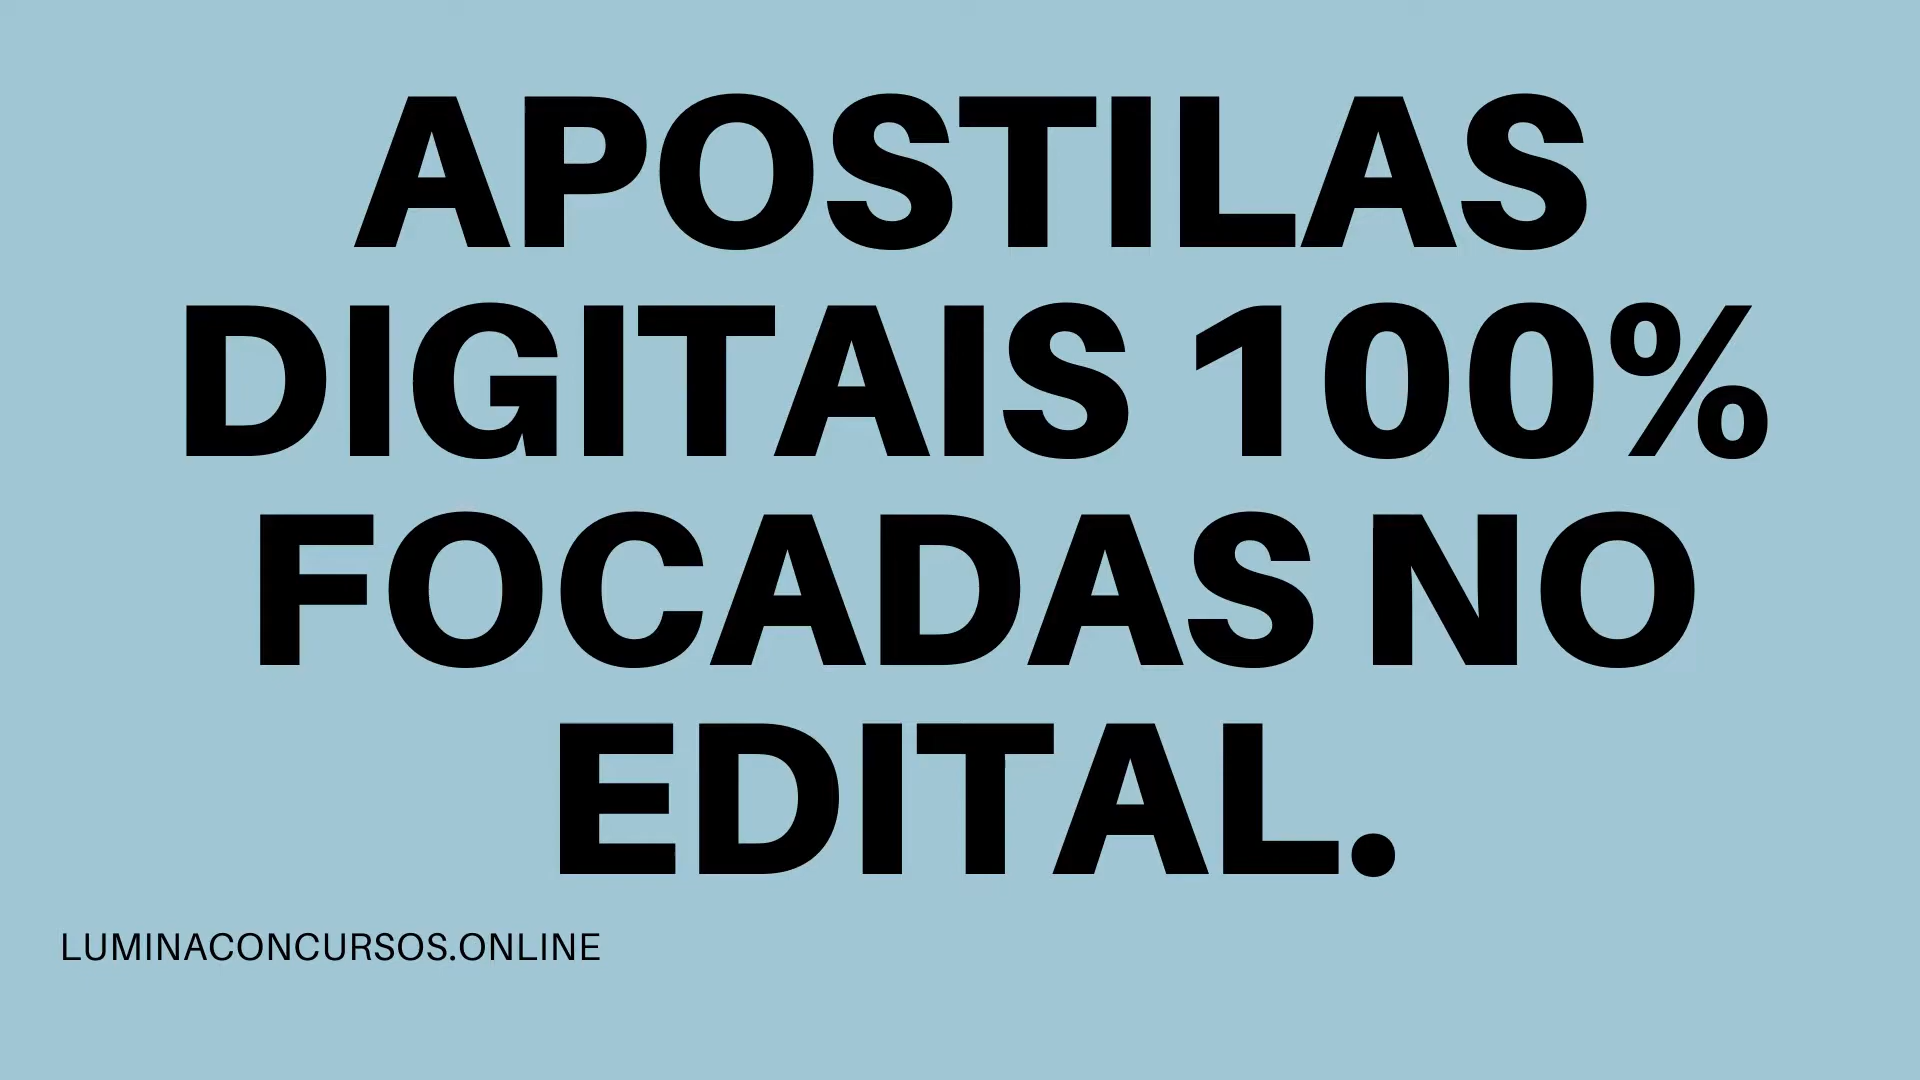 APOSTILAS
DIGITAIS 100%
FOCADAS NO
EDITAL.
LUMINACONCURSOS.ONLINE